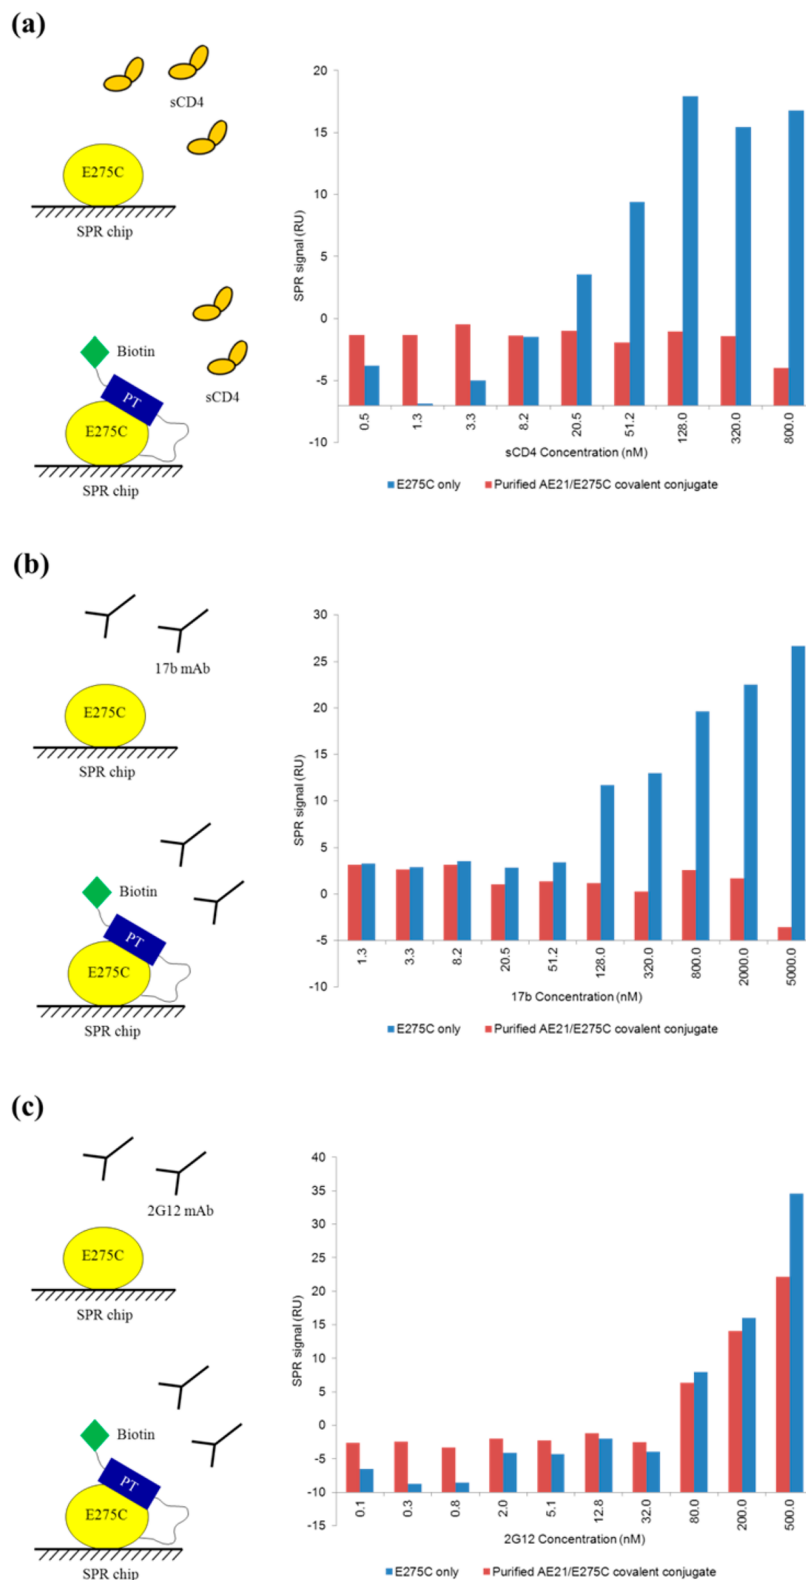 (a)
sCD4
E275C
SPR chip
Biotin
PT
E275C
sCD4
SPR chip
SPR signal (RU)
20
15
10
5
0
-5
-10
0.5
1.3
3.3
8.2
20.5
51.2
128.0
320.0
800.0
sCD4 Concentration (nM)
E275C only
Purified AE21/E275C covalent conjugate
(b)
17b mAb
E275C
SPR chip
Biotin
PT
E275C
SPR chip
SPR signal (RU)
30
25
20
15
10
5
0
-5
-10
1.3
3.3
8.2
20.5
51.2
128.0
320.0
800.0
2000.0
5000.0
17b Concentration (nM)
E275C only
Purified AE21/E275C covalent conjugate
(c)
2G12 mAb
E275C
SPR chip
Biotin
PT
E275C
SPR chip
SPR signal (RU)
40
35
30
25
20
15
10
5
0
-5
-10
-15
0.1
0.3
0.8
2.0
5.1
12.8
32.0
80.0
200.0
500.0
2G12 Concentration (nM)
E275C only
Purified AE21/E275C covalent conjugate